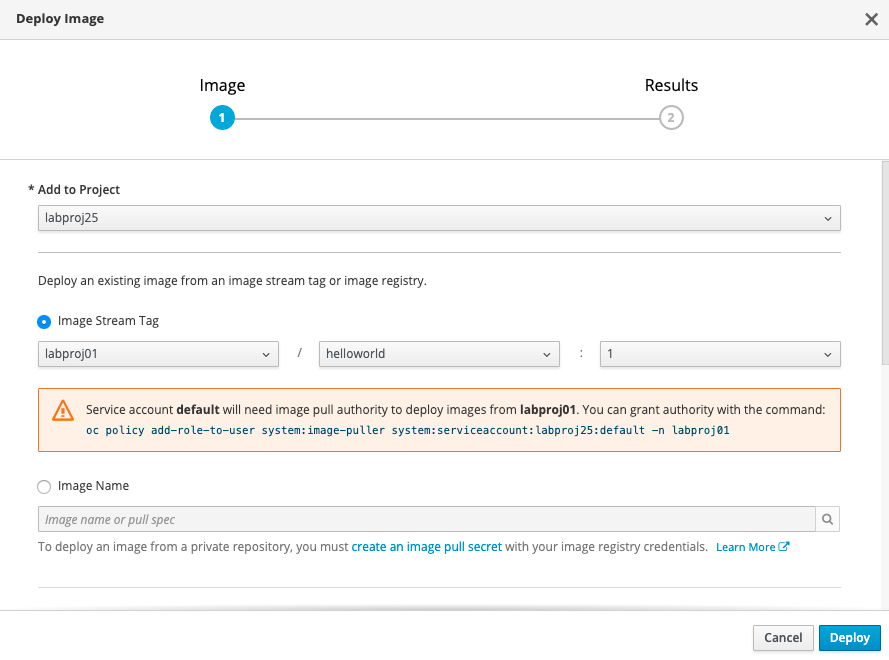 Deploy Image
Image
Results
1
2
* Add to Project
labproj25
Deploy an existing image from an image stream tag or image registry.
Image Stream Tag
labproj01 / helloworld : 1
Service account default will need image pull authority to deploy images from labproj01. You can grant authority with the command:
oc policy add-role-to-user system:image-puller system:serviceaccount:labproj25:default -n labproj01
Image Name
Image name or pull spec
To deploy an image from a private repository, you must create an image pull secret with your image registry credentials. Learn More
Cancel
Deploy